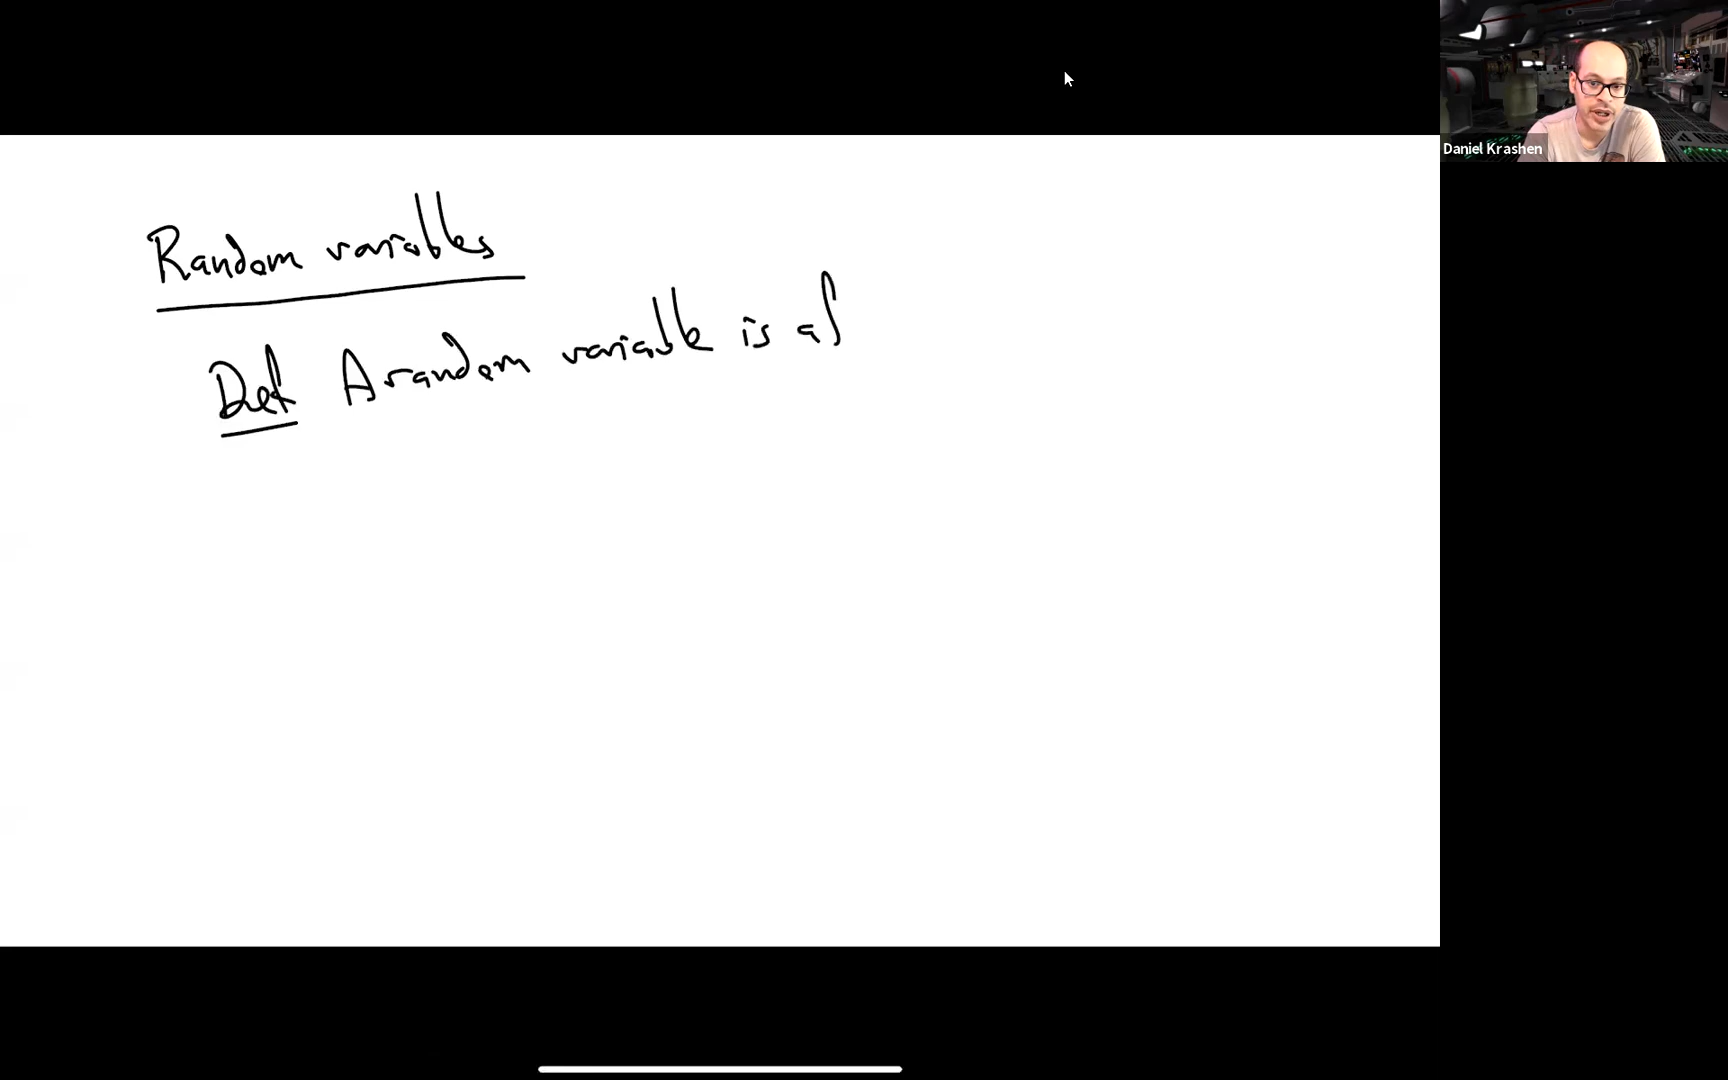 Random variables
Def A random variable is a f
Daniel Krashen